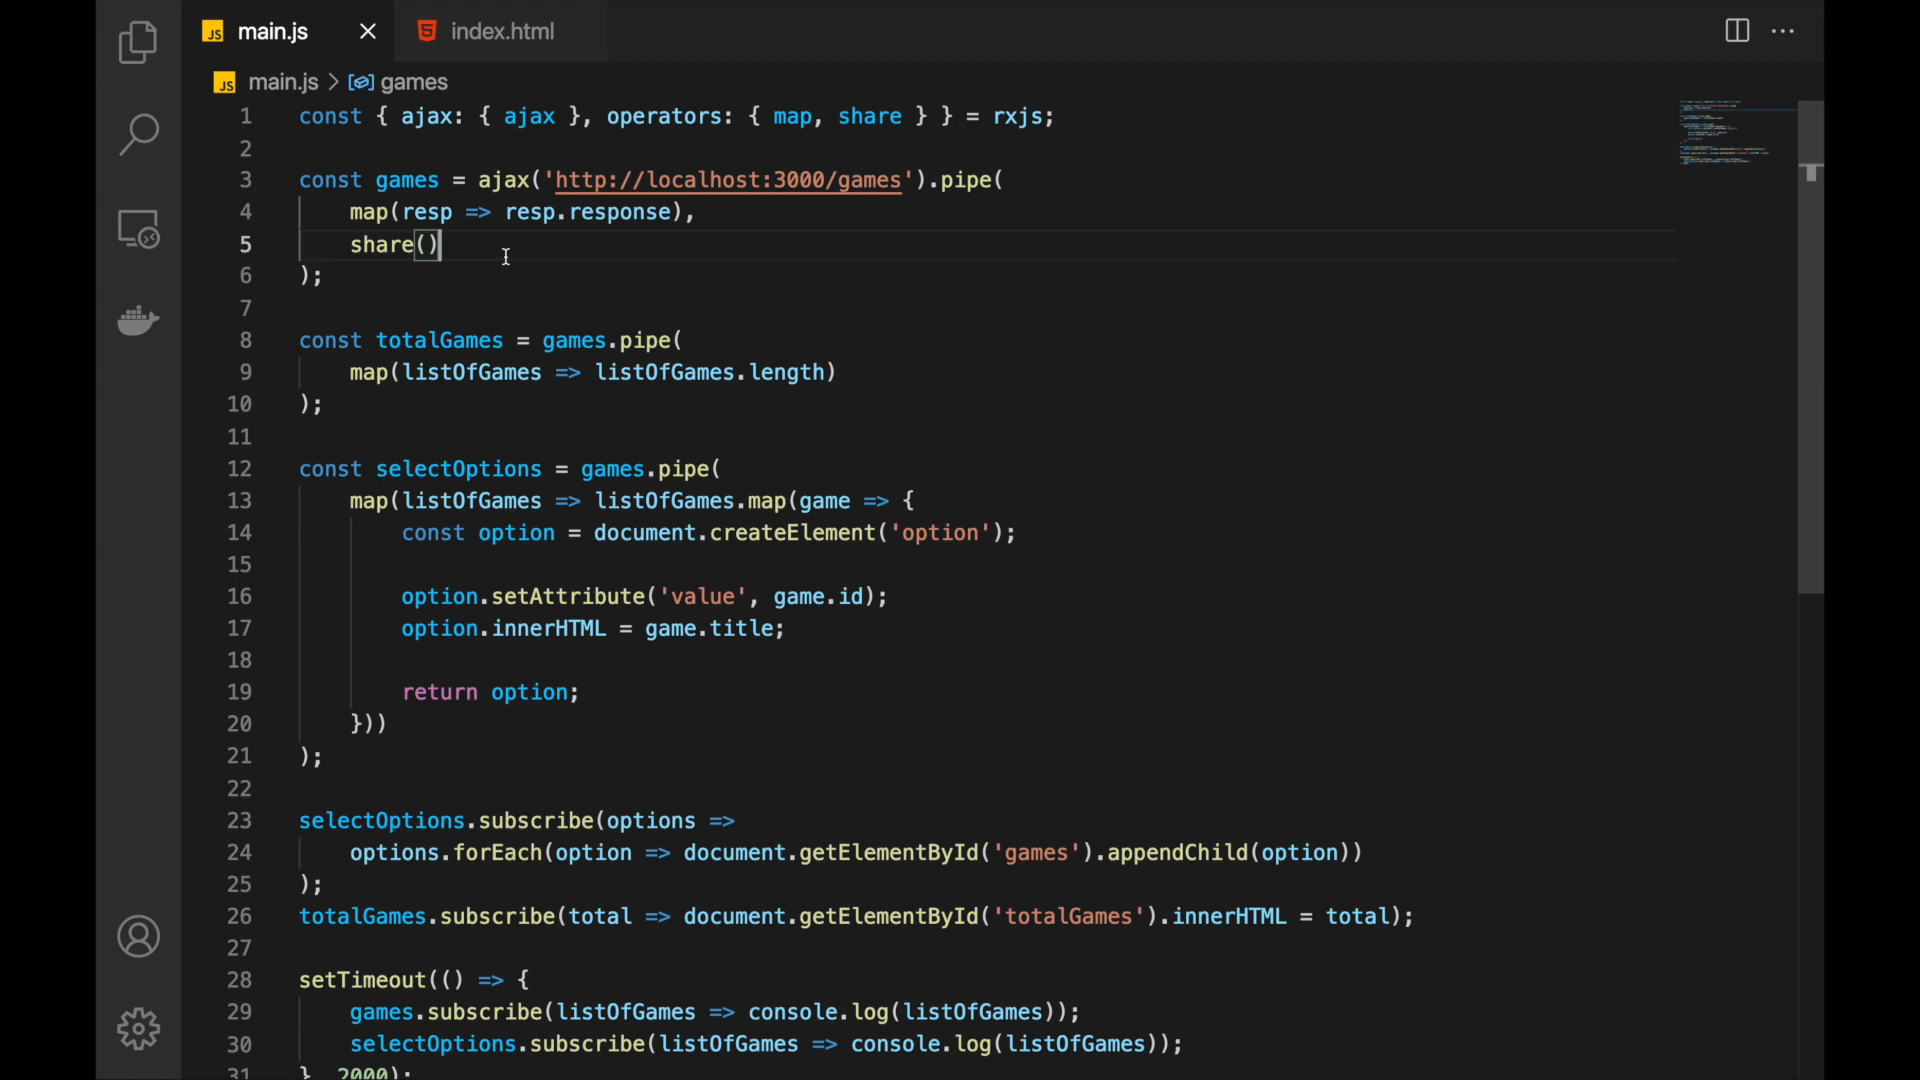 JS main.js × index.html
JS main.js > games
1 const { ajax: { ajax }, operators: { map, share } } = rxjs;
2
3 const games = ajax('http://localhost:3000/games').pipe(
4 map(resp => resp.response),
5 share()
6 );
7
8 const totalGames = games.pipe(
9 map(listOfGames => listOfGames.length)
10 );
11
12 const selectOptions = games.pipe(
13 map(listOfGames => listOfGames.map(game => {
14 const option = document.createElement('option');
15
16 option.setAttribute('value', game.id);
17 option.innerHTML = game.title;
18
19 return option;
20 }))
21 );
22
23 selectOptions.subscribe(options =>
24 options.forEach(option => document.getElementById('games').appendChild(option))
25 );
26 totalGames.subscribe(total => document.getElementById('totalGames').innerHTML = total);
27
28 setTimeout(() => {
29 games.subscribe(listOfGames => console.log(listOfGames));
30 selectOptions.subscribe(listOfGames => console.log(listOfGames));
31 }, 2000);